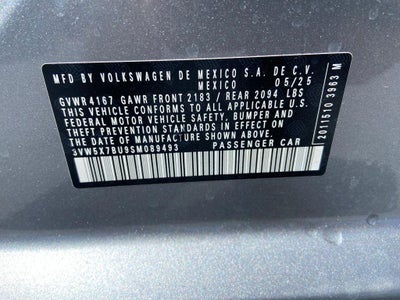 MFD BY VOLKSWAGEN DE MEXICO S.A. DE C.V.
MEXICO 05/25
GVWR 4167 GAWR FRONT 2183 / REAR 2094 LBS
THIS VEHICLE CONFORMS TO ALL APPLICABLE U.S.
FEDERAL MOTOR VEHICLE SAFETY, BUMPER AND
THEFT PREVENTION STANDARDS IN EFFECT ON
THE DATE OF MANUFACTURE SHOWN ABOVE.
3VW5X7BU9SM089493 PASSENGER CAR
2011510 3963 M